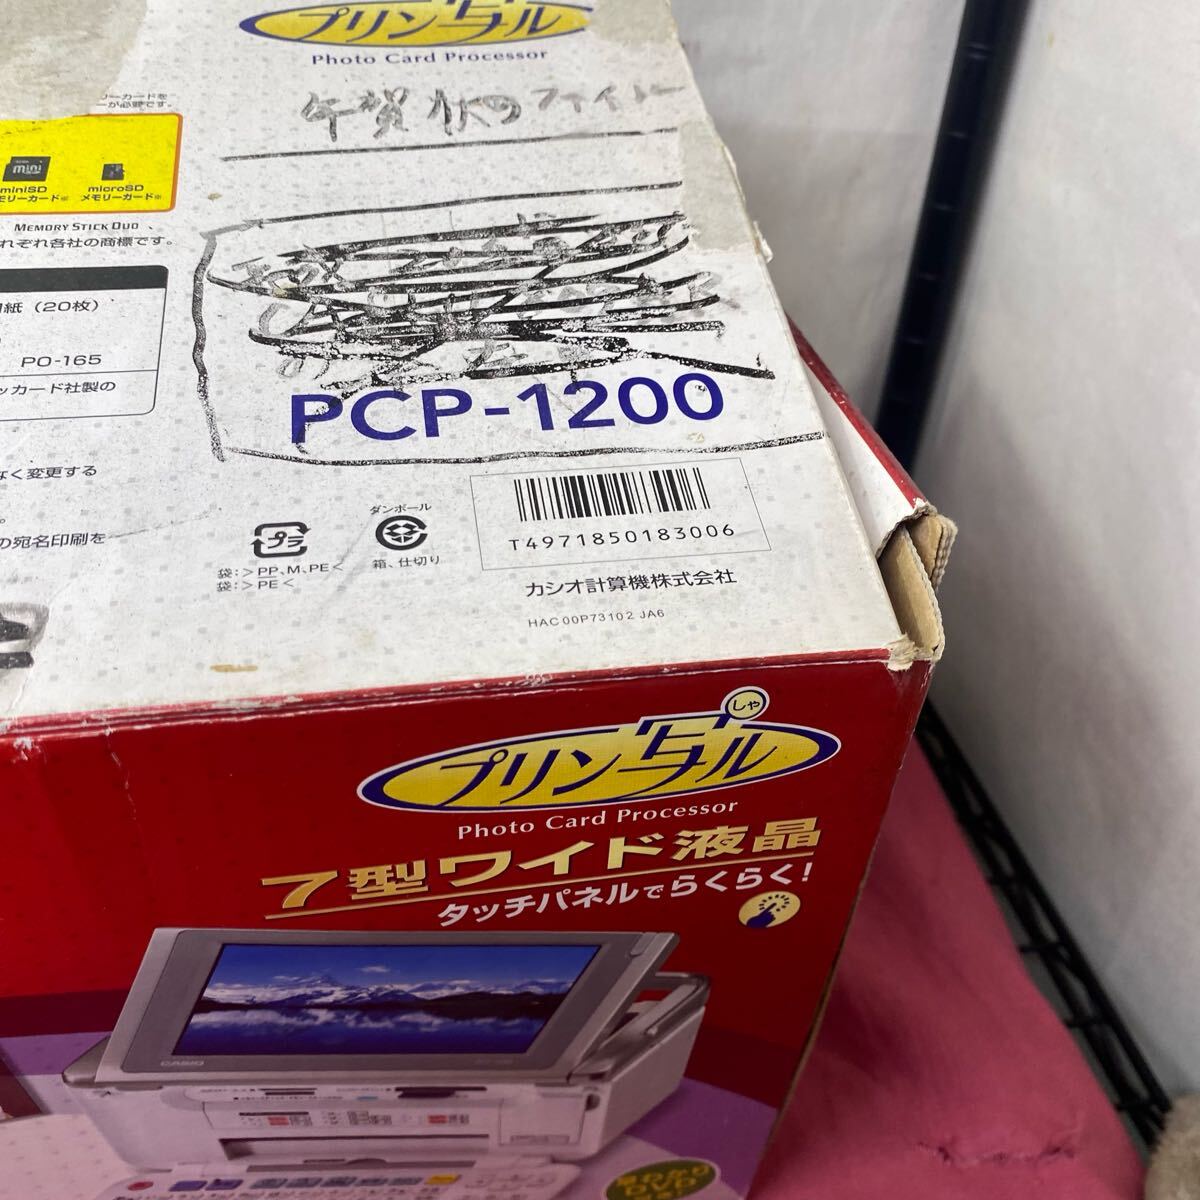 プリン写ル
Photo Card Processor
年賀状のファイル
ーカードを
ーが必要です。
mini
miniSD
モリーカード※
microSD
メモリーカード※
MEMORY STICK DUO 、
れぞれ各社の商標です。
紙（20枚）
PO-165
ッカード社製の
PCP-1200
なく変更する
の宛名印刷を
プラ
袋:＞PP、M、PE＜
袋:＞PE＜
ダンボール
箱、仕切り
T4971850183006
カシオ計算機株式会社
HAC00P73102 JA6
しゃ
プリン写ル
Photo Card Processor
7型ワイド液晶
タッチパネルでらくらく!
CASIO
DVD